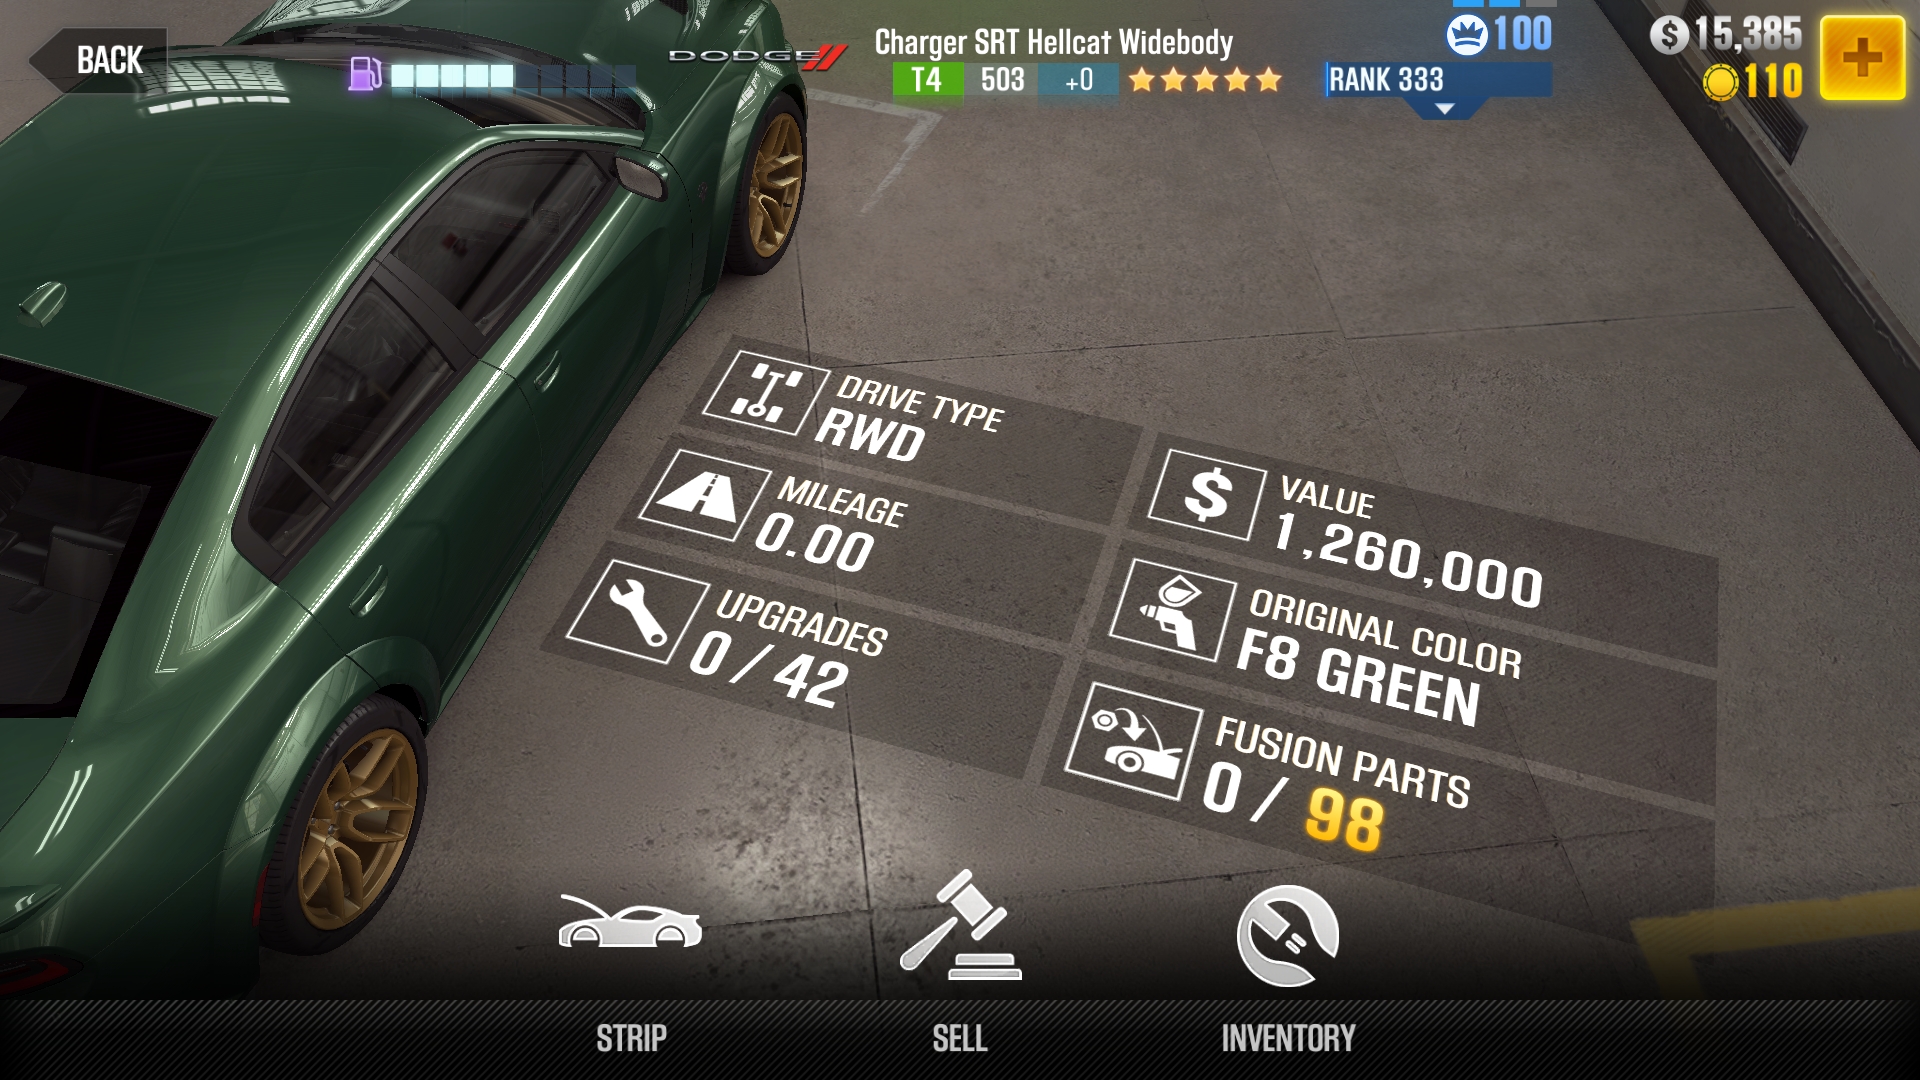 BACK
DODGE
Charger SRT Hellcat Widebody
T4 503 +0
RANK 333
100
15,385
110
DRIVE TYPE
RWD
MILEAGE
0.00
UPGRADES
0 / 42
VALUE
1,260,000
ORIGINAL COLOR
F8 GREEN
FUSION PARTS
0 / 98
STRIP
SELL
INVENTORY